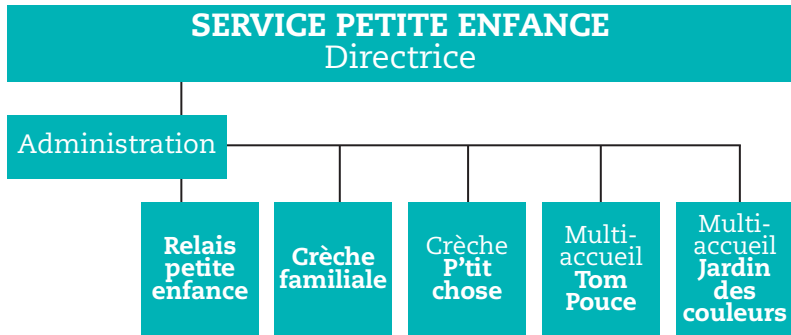 SERVICE PETITE ENFANCE
Directrice
Administration
Relais
petite
enfance
Crèche
familiale
Crèche
P'tit
chose
Multi-
accueil
Tom
Pouce
Multi-
accueil
Jardin
des
couleurs